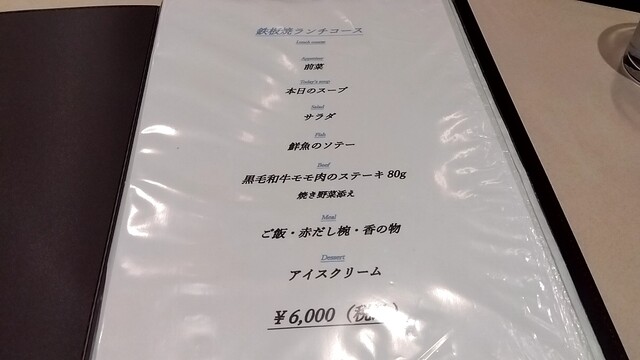 鉄板焼ランチコース
Lunch course
Appetizer
前菜
Today's soup
本日のスープ
Salad
サラダ
Fish
鮮魚のソテー
Beef
黒毛和牛モモ肉のステーキ 80g
焼き野菜添え
Meal
ご飯・赤だし椀・香の物
Dessert
アイスクリーム
￥6,000（税